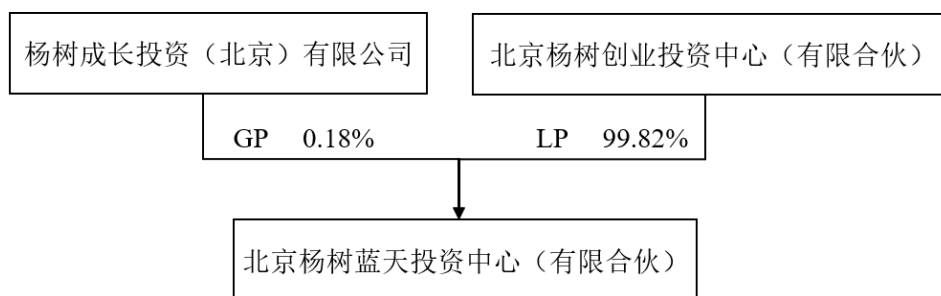 杨树成长投资（北京）有限公司
北京杨树创业投资中心（有限合伙）
GP 0.18%
LP 99.82%
北京杨树蓝天投资中心（有限合伙）